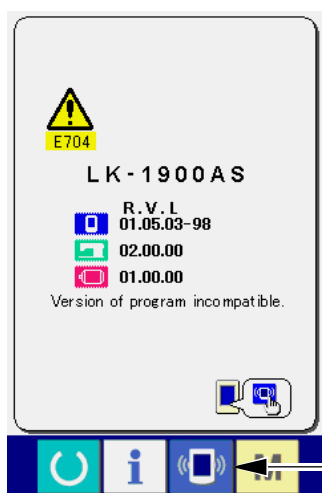 E704
LK-1900AS
R.V.L
01.05.03-98
02.00.00
01.00.00
Version of program incompatible.
i
M